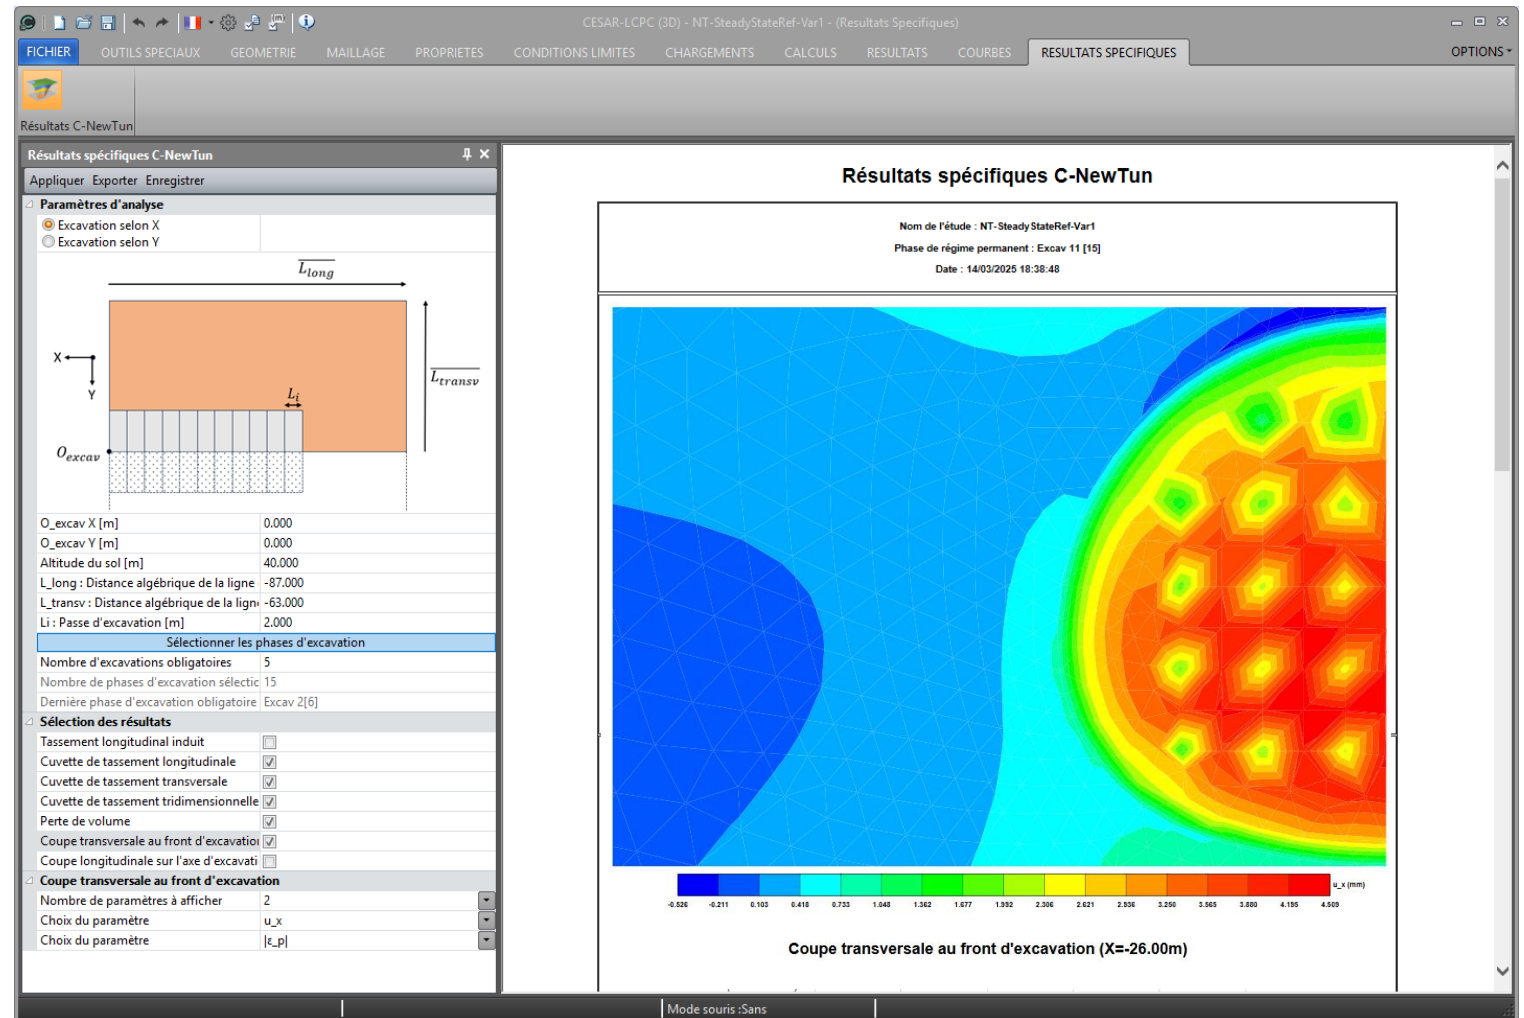 CESAR-LCPC (3D) - NT-SteadyStateRef-Var1 - (Resultats Specifiques)
FICHIER OUTILS SPECIAUX GEOMETRIE MAILLAGE PROPRIETES CONDITIONS LIMITES CHARGEMENTS CALCULS RESULTATS COURBES RESULTATS SPECIFIQUES OPTIONS
Résultats C-NewTun
Résultats spécifiques C-NewTun
Appliquer Exporter Enregistrer
Paramètres d'analyse
Excavation selon X
Excavation selon Y
L_long
X
Y
L_transv
L_i
O_excav
O_excav X [m] 0.000
O_excav Y [m] 0.000
Altitude du sol [m] 40.000
L_long : Distance algébrique de la ligne -87.000
L_transv : Distance algébrique de la lign -63.000
Li : Passe d'excavation [m] 2.000
Sélectionner les phases d'excavation
Nombre d'excavations obligatoires 5
Nombre de phases d'excavation sélectic 15
Dernière phase d'excavation obligatoire Excav 2[6]
Sélection des résultats
Tassement longitudinal induit
Cuvette de tassement longitudinale
Cuvette de tassement transversale
Cuvette de tassement tridimensionnelle
Perte de volume
Coupe transversale au front d'excavation
Coupe longitudinale sur l'axe d'excavati
Coupe transversale au front d'excavation
Nombre de paramètres à afficher 2
Choix du paramètre u_x
Choix du paramètre |ε_p|
Résultats spécifiques C-NewTun
Nom de l'étude : NT-SteadyStateRef-Var1
Phase de régime permanent : Excav 11 [15]
Date : 14/03/2025 18:38:48
u_x (mm)
-0.526 -0.211 0.103 0.418 0.733 1.048 1.362 1.677 1.992 2.306 2.621 2.936 3.250 3.565 3.880 4.195 4.509
Coupe transversale au front d'excavation (X=-26.00m)
Mode souris :Sans